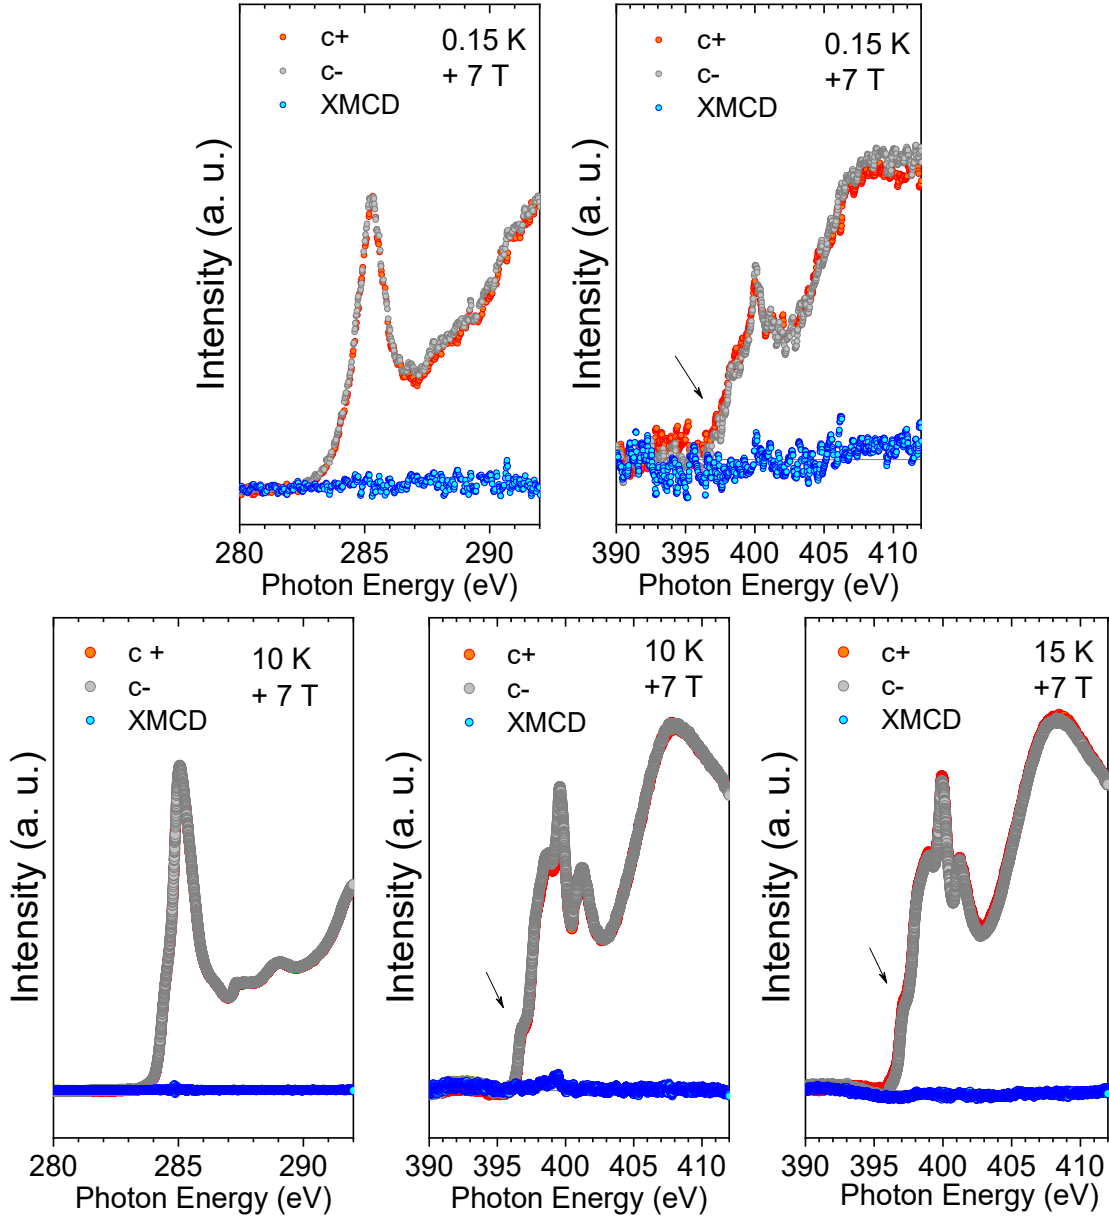 Intensity (a. u.)
c+
c-
XMCD
0.15 K
+ 7 T
280 285 290
Photon Energy (eV)
Intensity (a. u.)
c+
c-
XMCD
0.15 K
+7 T
390 395 400 405 410
Photon Energy (eV)
Intensity (a. u.)
c +
c-
XMCD
10 K
+ 7 T
280 285 290
Photon Energy (eV)
Intensity (a. u.)
c+
c-
XMCD
10 K
+7 T
390 395 400 405 410
Photon Energy (eV)
Intensity (a. u.)
c+
c-
XMCD
15 K
+7 T
390 395 400 405 410
Photon Energy (eV)